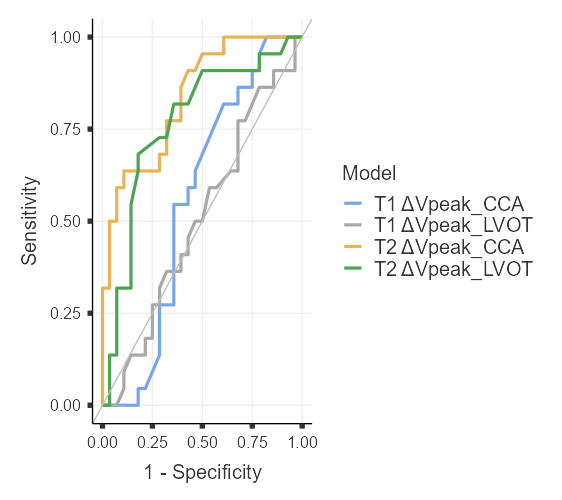 1.00
0.75
0.50
0.25
0.00
Sensitivity
0.00 0.25 0.50 0.75 1.00
1 - Specificity
Model
T1 ΔVpeak_CCA
T1 ΔVpeak_LVOT
T2 ΔVpeak_CCA
T2 ΔVpeak_LVOT